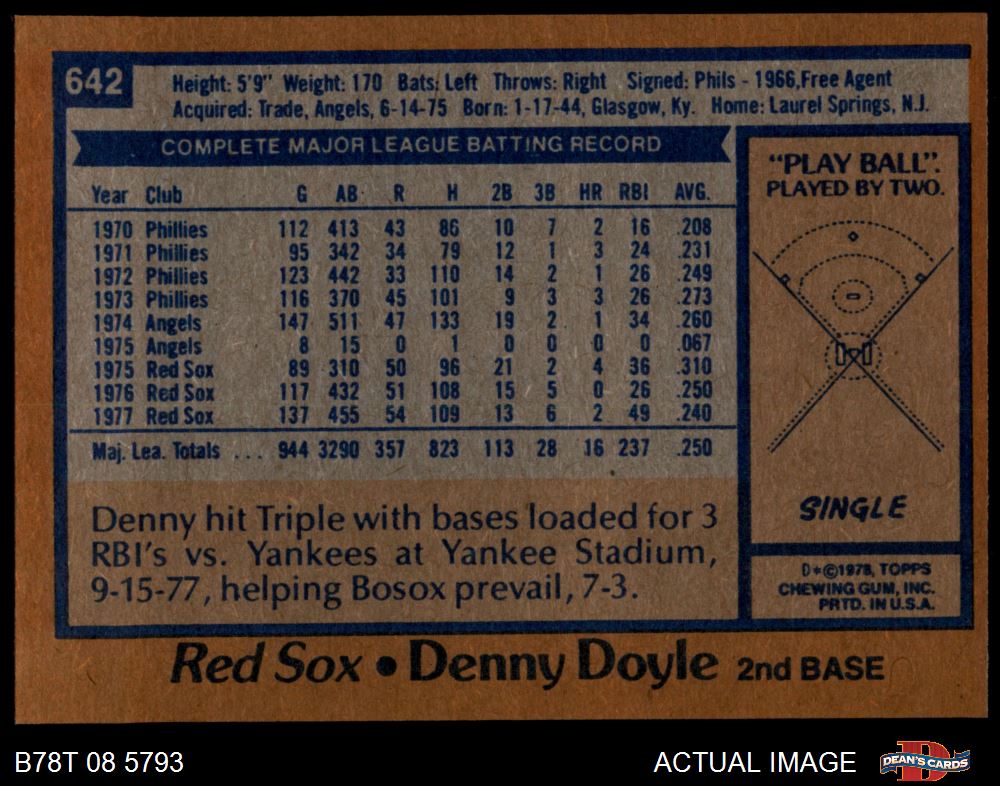 642
Height: 5'9" Weight: 170 Bats: Left Throws: Right Signed: Phils - 1966,Free Agent
Acquired: Trade, Angels, 6-14-75 Born: 1-17-44, Glasgow, Ky. Home: Laurel Springs, N.J.
COMPLETE MAJOR LEAGUE BATTING RECORD
Year Club G AB R H 2B 3B HR RBI AVG.
1970 Phillies 112 413 43 86 10 7 2 16 .208
1971 Phillies 95 342 34 79 12 1 3 24 .231
1972 Phillies 123 442 33 110 14 2 1 26 .249
1973 Phillies 116 370 45 101 9 3 3 26 .273
1974 Angels 147 511 47 133 19 2 1 34 .260
1975 Angels 8 15 0 1 0 0 0 0 .067
1975 Red Sox 89 310 50 96 21 2 4 36 .310
1976 Red Sox 117 432 51 108 15 5 0 26 .250
1977 Red Sox 137 455 54 109 13 6 2 49 .240
Maj. Lea. Totals ... 944 3290 357 823 113 28 16 237 .250
Denny hit Triple with bases loaded for 3
RBI's vs. Yankees at Yankee Stadium,
9-15-77, helping Bosox prevail, 7-3.
"PLAY BALL".
PLAYED BY TWO.
SINGLE
D*©1978, TOPPS
CHEWING GUM, INC.
PRTD. IN U.S.A.
Red Sox • Denny Doyle 2nd BASE
B78T 08 5793
ACTUAL IMAGE
D
DEAN'S CARDS